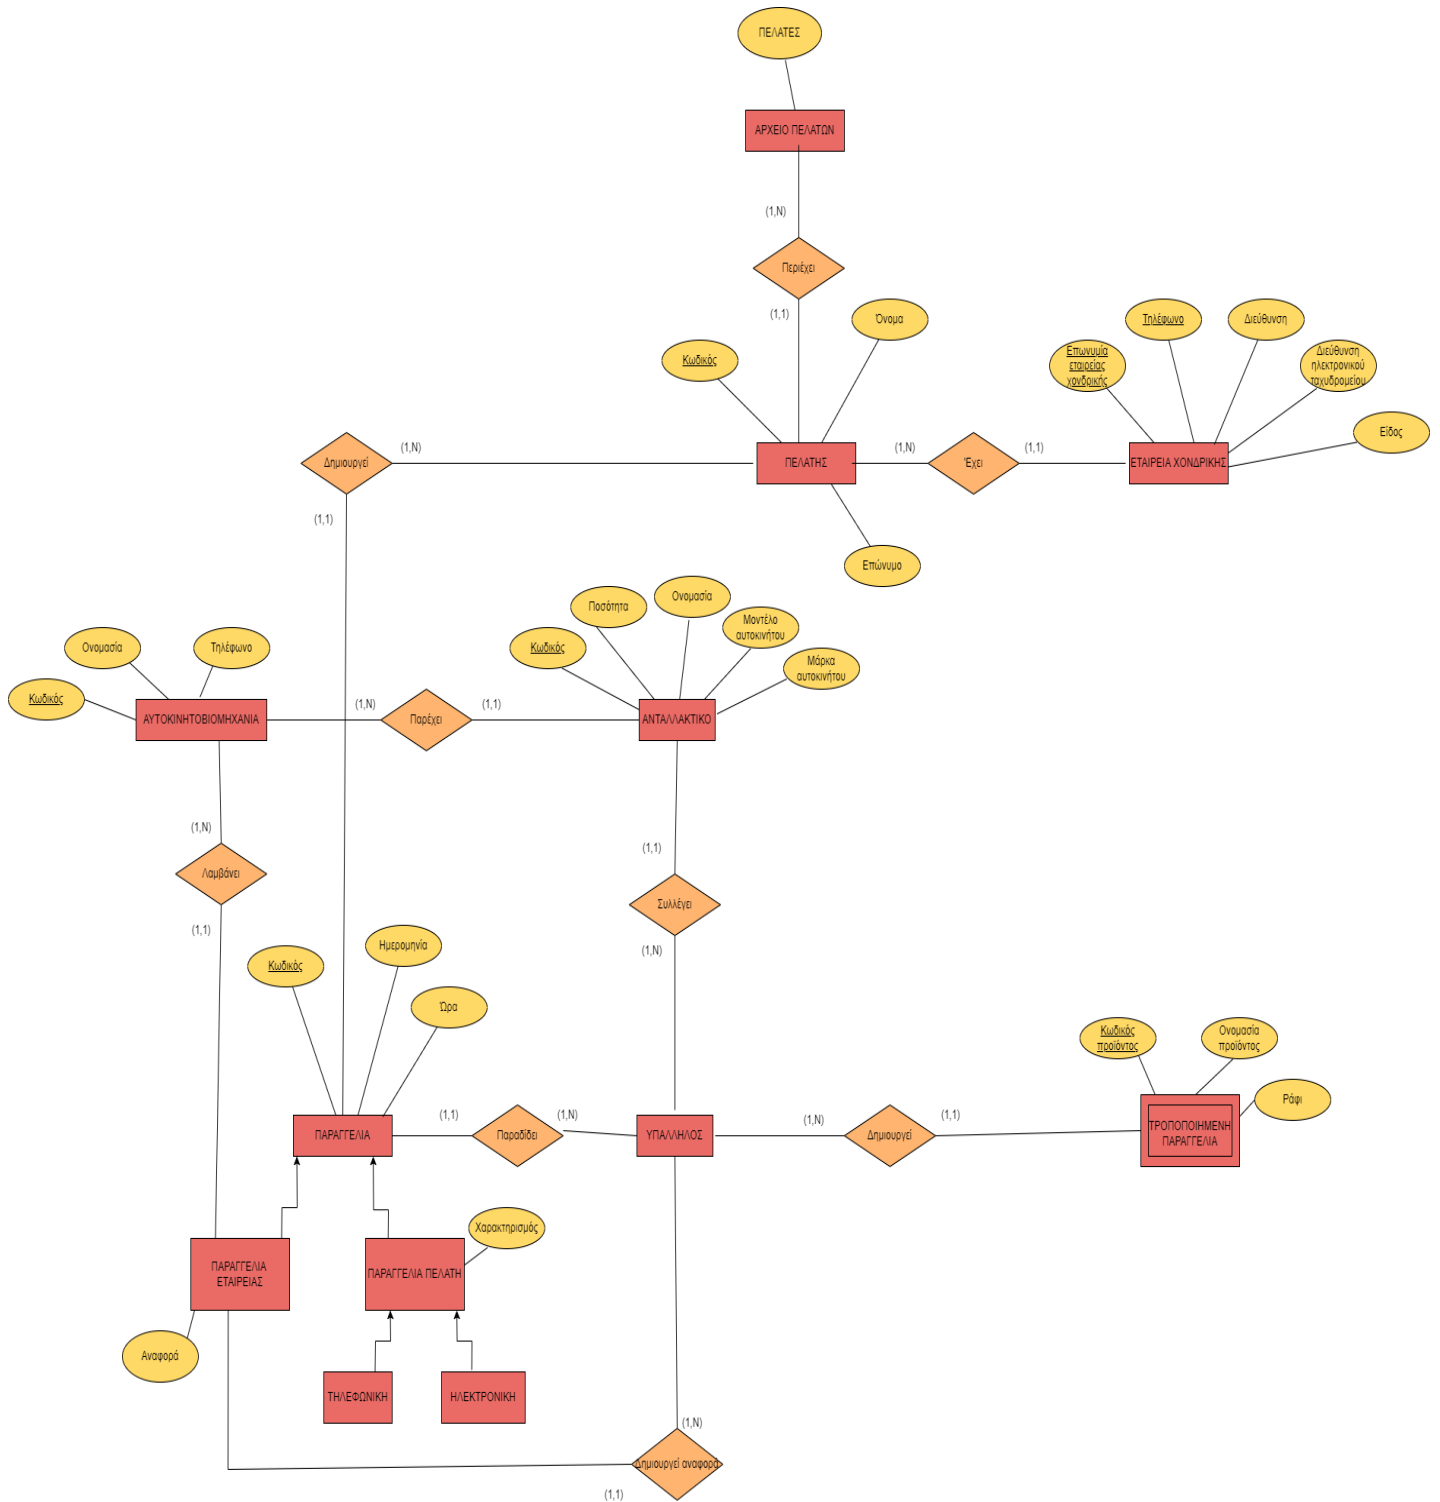 ΠΕΛΑΤΕΣ
ΑΡΧΕΙΟ ΠΕΛΑΤΩΝ
(1,N)
Περιέχει
(1,1)
Όνομα
Κωδικός
Επωνυμία
εταιρείας
χονδρικής
Τηλέφωνο
Διεύθυνση
Διεύθυνση
ηλεκτρονικού
ταχυδρομείου
Είδος
Δημιουργεί
(1,N)
ΠΕΛΑΤΗΣ
(1,N)
Έχει
(1,1)
ΕΤΑΙΡΕΙΑ ΧΟΝΔΡΙΚΗΣ
(1,1)
Επώνυμο
Κωδικός
Ονομασία
Τηλέφωνο
Κωδικός
Ποσότητα
Ονομασία
Μοντέλο
αυτοκινήτου
Μάρκα
αυτοκινήτου
ΑΥΤΟΚΙΝΗΤΟΒΙΟΜΗΧΑΝΙΑ
(1,N)
Παρέχει
(1,1)
ΑΝΤΑΛΛΑΚΤΙΚΟ
(1,N)
Λαμβάνει
(1,1)
(1,1)
Συλλέγει
(1,N)
Κωδικός
Ημερομηνία
Ώρα
Κωδικός
προϊόντος
Ονομασία
προϊόντος
Ράφι
ΠΑΡΑΓΓΕΛΙΑ
(1,1)
Παραδίδει
(1,N)
ΥΠΑΛΛΗΛΟΣ
(1,N)
Δημιουργεί
(1,1)
ΤΡΟΠΟΠΟΙΗΜΕΝΗ
ΠΑΡΑΓΓΕΛΙΑ
ΠΑΡΑΓΓΕΛΙΑ
ΕΤΑΙΡΕΙΑΣ
ΠΑΡΑΓΓΕΛΙΑ ΠΕΛΑΤΗ
Χαρακτηρισμός
Αναφορά
ΤΗΛΕΦΩΝΙΚΗ
ΗΛΕΚΤΡΟΝΙΚΗ
(1,N)
Δημιουργεί αναφορά
(1,1)